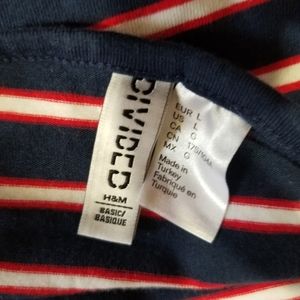 DIVIDED
H&M
BASIC/
BASIQUE
EUR L
US L
CA G
CN
MX G
Made in
Turkey
Fabriqué en
Turquie